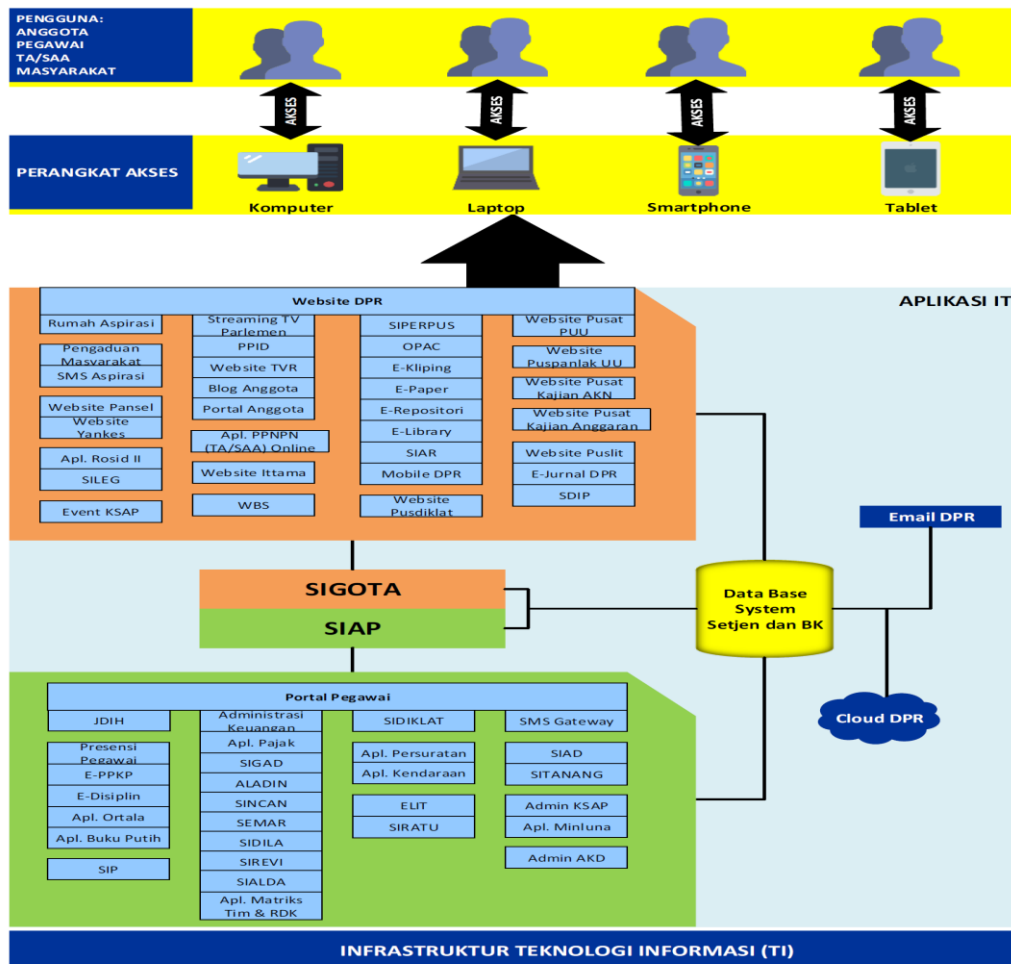 PENGGUNA:
ANGGOTA
PEGAWAI
TA/SAA
MASYARAKAT
AKSES
AKSES
AKSES
AKSES
PERANGKAT AKSES
Komputer
Laptop
Smartphone
Tablet
APLIKASI IT
Website DPR
Rumah Aspirasi
Pengaduan
Masyarakat
SMS Aspirasi
Website Pansel
Website
Yankes
Apl. Rosid II
SILEG
Event KSAP
Streaming TV
Parlemen
PPID
Website TVR
Blog Anggota
Portal Anggota
Apl. PPNPN
(TA/SAA) Online
Website Ittama
WBS
SIPERPUS
OPAC
E-Kliping
E-Paper
E-Repositori
E-Library
SIAR
Mobile DPR
Website
Pusdiklat
Website Pusat
PUU
Website
Puspanlak UU
Website Pusat
Kajian AKN
Website Pusat
Kajian Anggaran
Website Puslit
E-Jurnal DPR
SDIP
Email DPR
SIGOTA
SIAP
Data Base
System
Setjen dan BK
Cloud DPR
Portal Pegawai
JDIH
Presensi
Pegawai
E-PPKP
E-Disiplin
Apl. Ortala
Apl. Buku Putih
SIP
Administrasi
Keuangan
Apl. Pajak
SIGAD
ALADIN
SINCAN
SEMAR
SIDILA
SIREVI
SIALDA
Apl. Matriks
Tim & RDK
SIDIKLAT
Apl. Persuratan
Apl. Kendaraan
ELIT
SIRATU
SMS Gateway
SIAD
SITANANG
Admin KSAP
Apl. Minluna
Admin AKD
INFRASTRUKTUR TEKNOLOGI INFORMASI (TI)